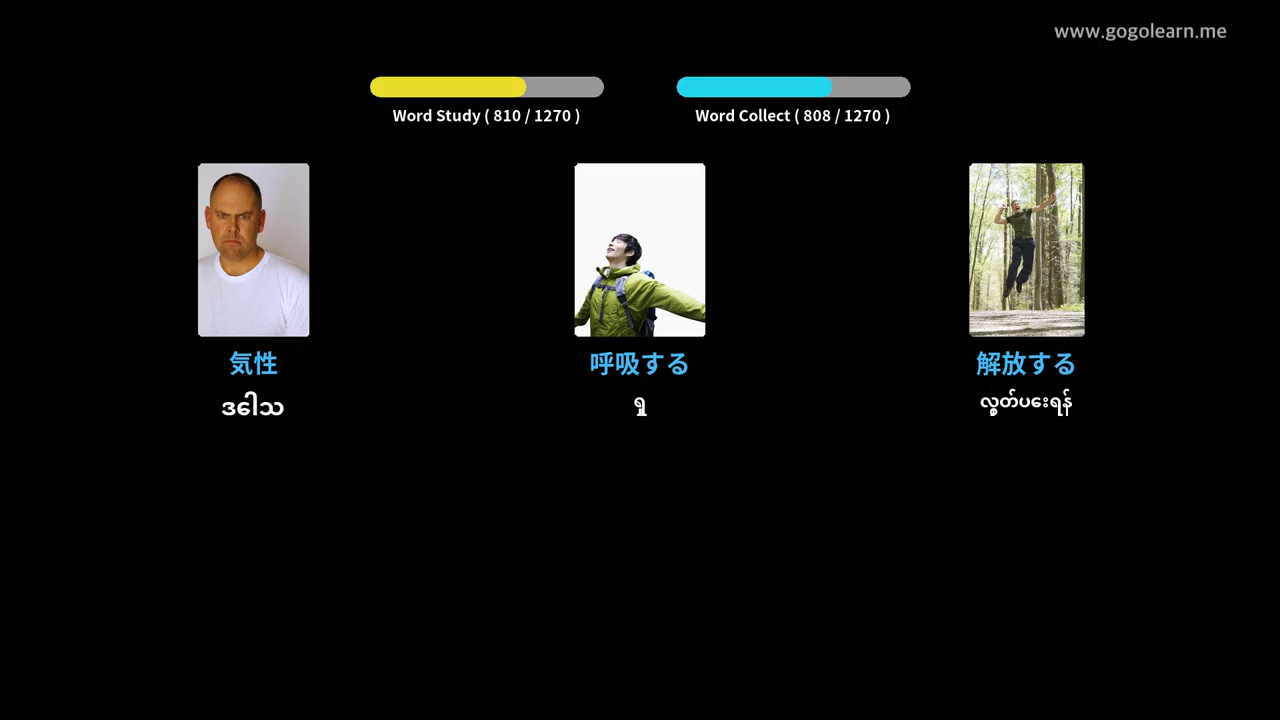 www.gogolearn.me
Word Study ( 810 / 1270 )
Word Collect ( 808 / 1270 )
気性
呼吸する
解放する
ဒေါသ
ရှု
လွှတ်ပေးရန်